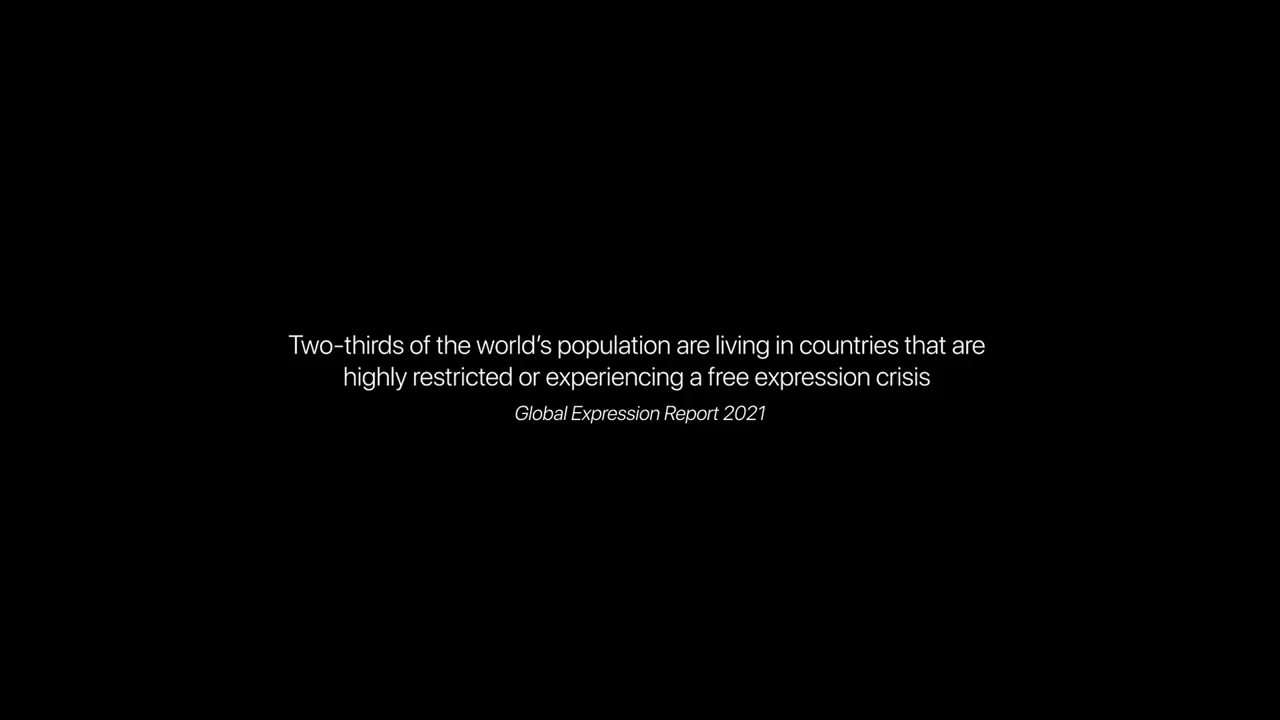 Two-thirds of the world’s population are living in countries that are
highly restricted or experiencing a free expression crisis
Global Expression Report 2021